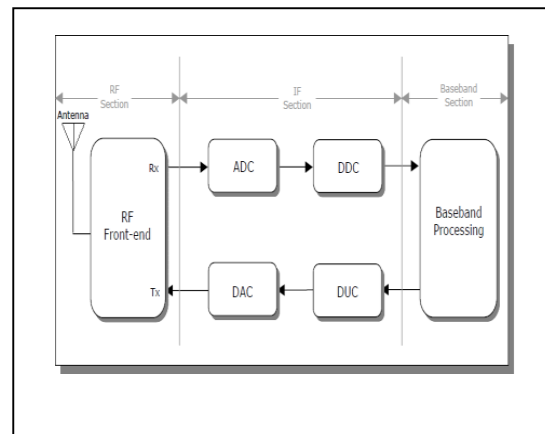 RF
Section
IF
Section
Baseband
Section
Antenna
Rx
ADC
DDC
RF
Front-end
Baseband
Processing
Tx
DAC
DUC